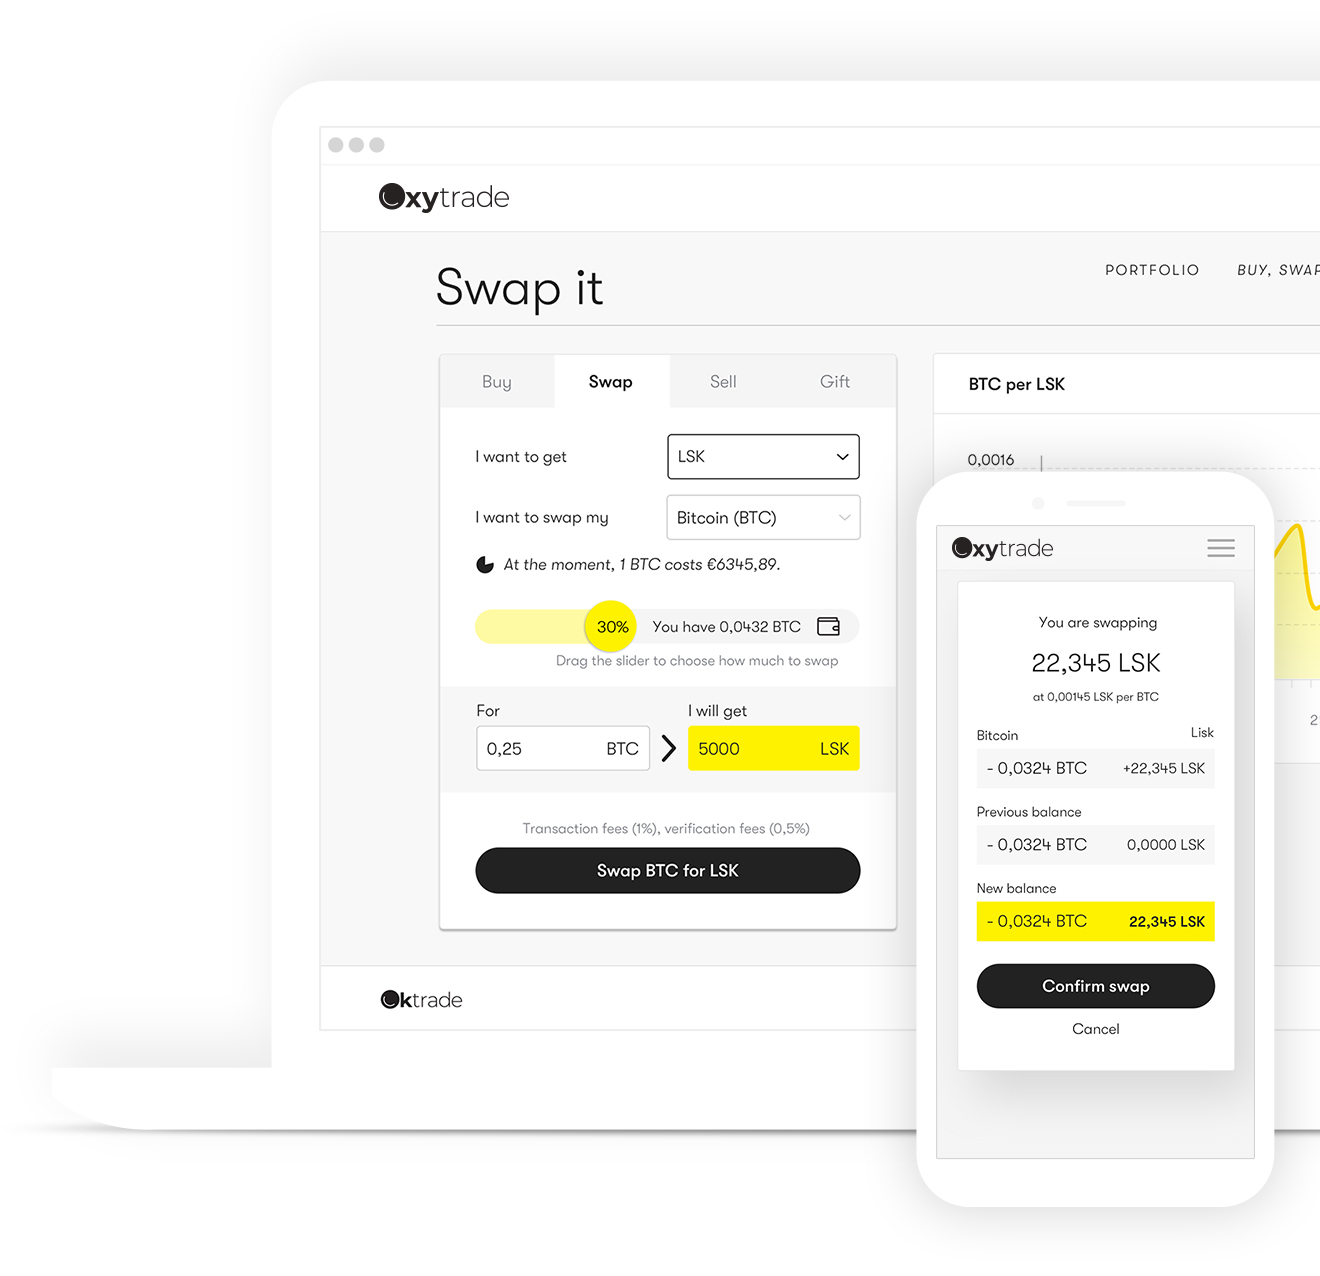 Oxytrade
Swap it
PORTFOLIO
BUY, SWAP
Buy
Swap
Sell
Gift
I want to get
LSK
I want to swap my
Bitcoin (BTC)
At the moment, 1 BTC costs €6345,89.
30%
You have 0,0432 BTC
Drag the slider to choose how much to swap
For
I will get
0,25 BTC
5000 LSK
Transaction fees (1%), verification fees (0,5%)
Swap BTC for LSK
Oktrade
BTC per LSK
0,0016
Oxytrade
You are swapping
22,345 LSK
at 0,00145 LSK per BTC
Bitcoin Lisk
- 0,0324 BTC +22,345 LSK
Previous balance
- 0,0324 BTC 0,0000 LSK
New balance
- 0,0324 BTC 22,345 LSK
Confirm swap
Cancel